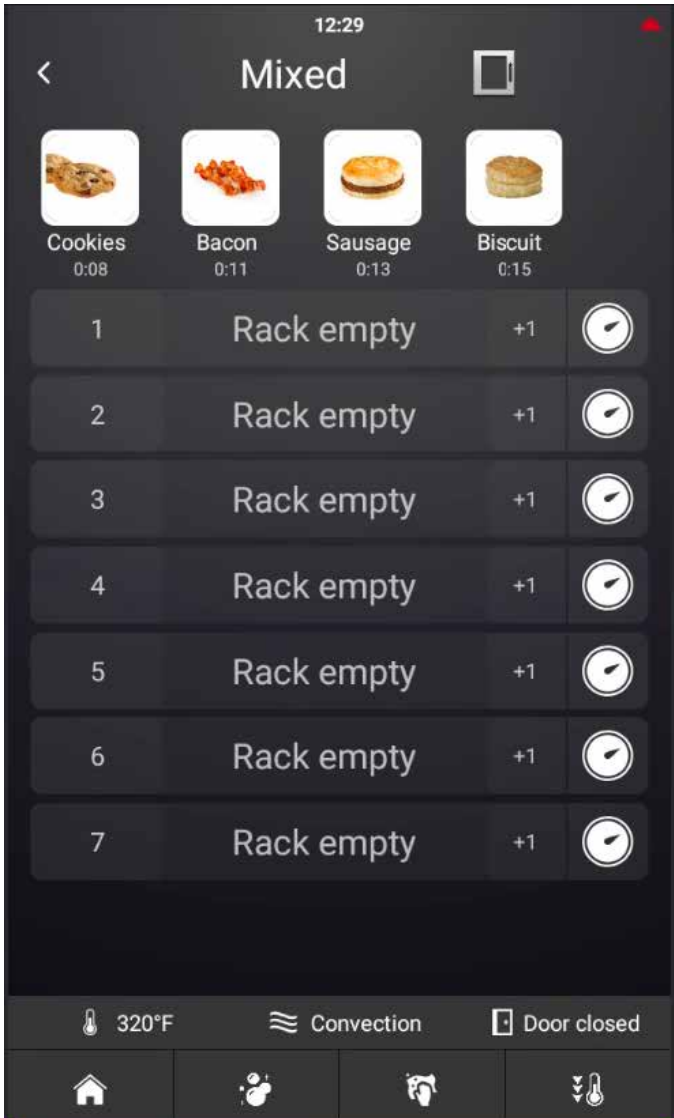 12:29
Mixed
Cookies Bacon Sausage Biscuit
0:08 0:11 0:13 0:15
1 Rack empty +1
2 Rack empty +1
3 Rack empty +1
4 Rack empty +1
5 Rack empty +1
6 Rack empty +1
7 Rack empty +1
320°F Convection Door closed